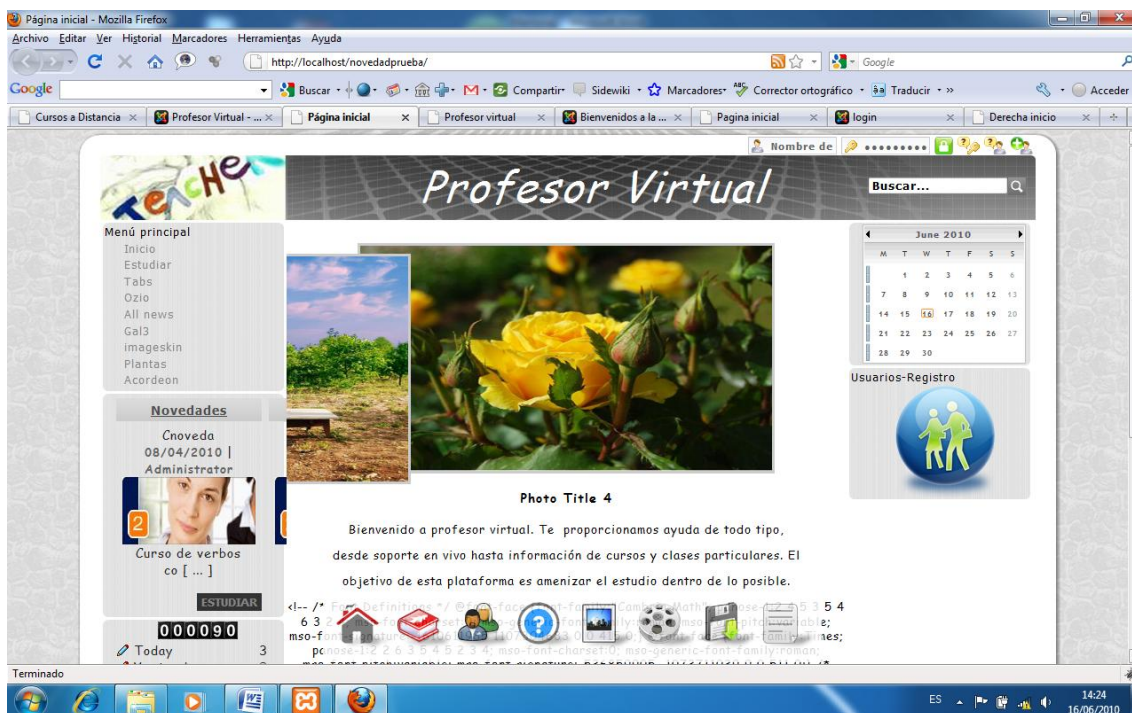 Página inicial - Mozilla Firefox
Archivo Editar Ver Historial Marcadores Herramientas Ayuda
http://localhost/novedadprueba/
Google
Google
Buscar
Compartir
Sidewiki
Marcadores
Corrector ortográfico
Traducir
Acceder
Cursos a Distancia
Profesor Virtual - ...
Página inicial
Profesor virtual
Bienvenidos a la ...
Pagina inicial
login
Derecha inicio
Nombre de
TEACHER
Profesor Virtual
Buscar...
Menú principal
Inicio
Estudiar
Tabs
Ozio
All news
Gal3
imageskin
Plantas
Acordeon
June 2010
M T W T F S S
1 2 3 4 5 6
7 8 9 10 11 12 13
14 15 16 17 18 19 20
21 22 23 24 25 26 27
28 29 30
Usuarios-Registro
Novedades
Cnoveda
08/04/2010 |
Administrator
2
Curso de verbos
co [ ... ]
ESTUDIAR
000090
Today 3
Photo Title 4
Bienvenido a profesor virtual. Te proporcionamos ayuda de todo tipo,
desde soporte en vivo hasta información de cursos y clases particulares. El
objetivo de esta plataforma es amenizar el estudio dentro de lo posible.
<!-- /* Font Definitions */
Terminado
ES
14:24
16/06/2010